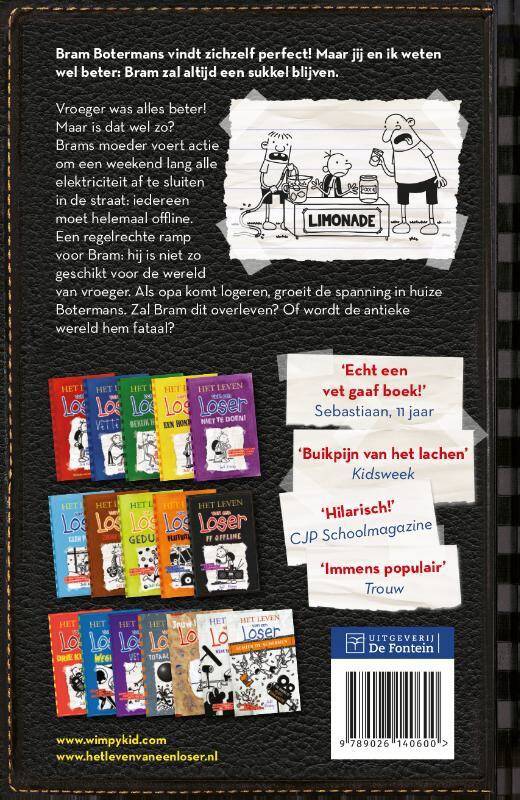 Bram Botermans vindt zichzelf perfect! Maar jij en ik weten
wel beter: Bram zal altijd een sukkel blijven.
Vroeger was alles beter!
Maar is dat wel zo?
Brams moeder voert actie
om een weekend lang alle
elektriciteit af te sluiten
in de straat: iedereen
moet helemaal offline.
Een regelrechte ramp
voor Bram: hij is niet zo
geschikt voor de wereld
van vroeger. Als opa komt logeren, groeit de spanning in huize
Botermans. Zal Bram dit overleven? Of wordt de antieke
wereld hem fataal?
LIMONADE
‘Echt een
vet gaaf boek!’
Sebastiaan, 11 jaar
‘Buikpijn van het lachen’
Kidsweek
‘Hilarisch!’
CJP Schoolmagazine
‘Immens populair’
Trouw
HET LEVEN
Loser
NIET TE DOEN!
HET LEVEN
Loser
FF OFFLINE
HET LEVEN
Loser
UITGEVERIJ
De Fontein
9 789026 140600 >
www.wimpykid.com
www.hetlevenvaneenloser.nl